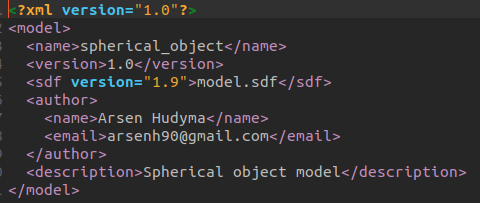 <?xml version="1.0"?>
<model>
  <name>spherical_object</name>
  <version>1.0</version>
  <sdf version="1.9">model.sdf</sdf>
  <author>
    <name>Arsen Hudyma</name>
    <email>arsenh90@gmail.com</email>
  </author>
  <description>Spherical object model</description>
</model>